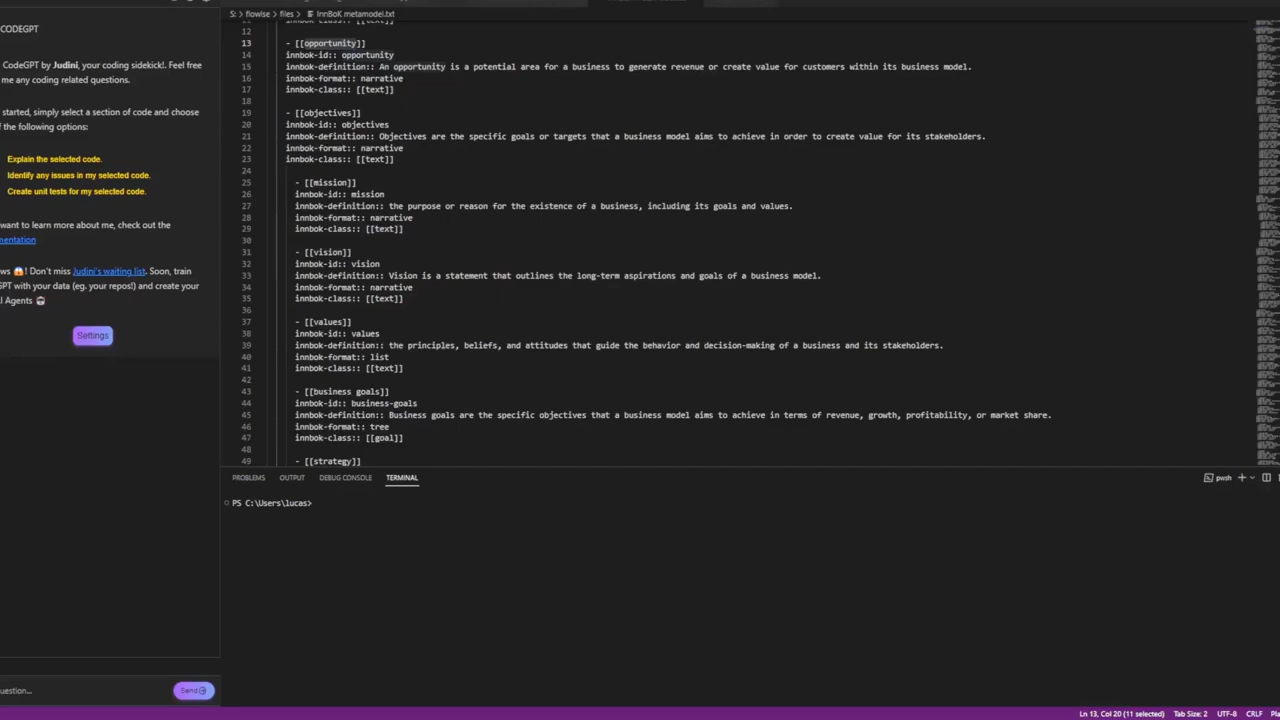 CODEGPT
CodeGPT by Judini, your coding sidekick!. Feel free
me any coding related questions.
started, simply select a section of code and choose
f the following options:
Explain the selected code.
Identify any issues in my selected code.
Create unit tests for my selected code.
want to learn more about me, check out the
mentation
ws 😱! Don't miss Judini's waiting list. Soon, train
GPT with your data (eg. your repos!) and create your
I Agents
Settings
uestion...
Send
S: > flowise > files > InnBoK metamodel.txt
11 innbok-class:: [[text]]
12
13 - [[opportunity]]
14 innbok-id:: opportunity
15 innbok-definition:: An opportunity is a potential area for a business to generate revenue or create value for customers within its business model.
16 innbok-format:: narrative
17 innbok-class:: [[text]]
18
19 - [[objectives]]
20 innbok-id:: objectives
21 innbok-definition:: Objectives are the specific goals or targets that a business model aims to achieve in order to create value for its stakeholders.
22 innbok-format:: narrative
23 innbok-class:: [[text]]
24
25 - [[mission]]
26 innbok-id:: mission
27 innbok-definition:: the purpose or reason for the existence of a business, including its goals and values.
28 innbok-format:: narrative
29 innbok-class:: [[text]]
30
31 - [[vision]]
32 innbok-id:: vision
33 innbok-definition:: Vision is a statement that outlines the long-term aspirations and goals of a business model.
34 innbok-format:: narrative
35 innbok-class:: [[text]]
36
37 - [[values]]
38 innbok-id:: values
39 innbok-definition:: the principles, beliefs, and attitudes that guide the behavior and decision-making of a business and its stakeholders.
40 innbok-format:: list
41 innbok-class:: [[text]]
42
43 - [[business goals]]
44 innbok-id:: business-goals
45 innbok-definition:: Business goals are the specific objectives that a business model aims to achieve in terms of revenue, growth, profitability, or market share.
46 innbok-format:: tree
47 innbok-class:: [[goal]]
48
49 - [[strategy]]
PROBLEMS OUTPUT DEBUG CONSOLE TERMINAL
pwsh
PS C:\Users\lucas>
Ln 13, Col 20 (11 selected) Tab Size: 2 UTF-8 CRLF Pla